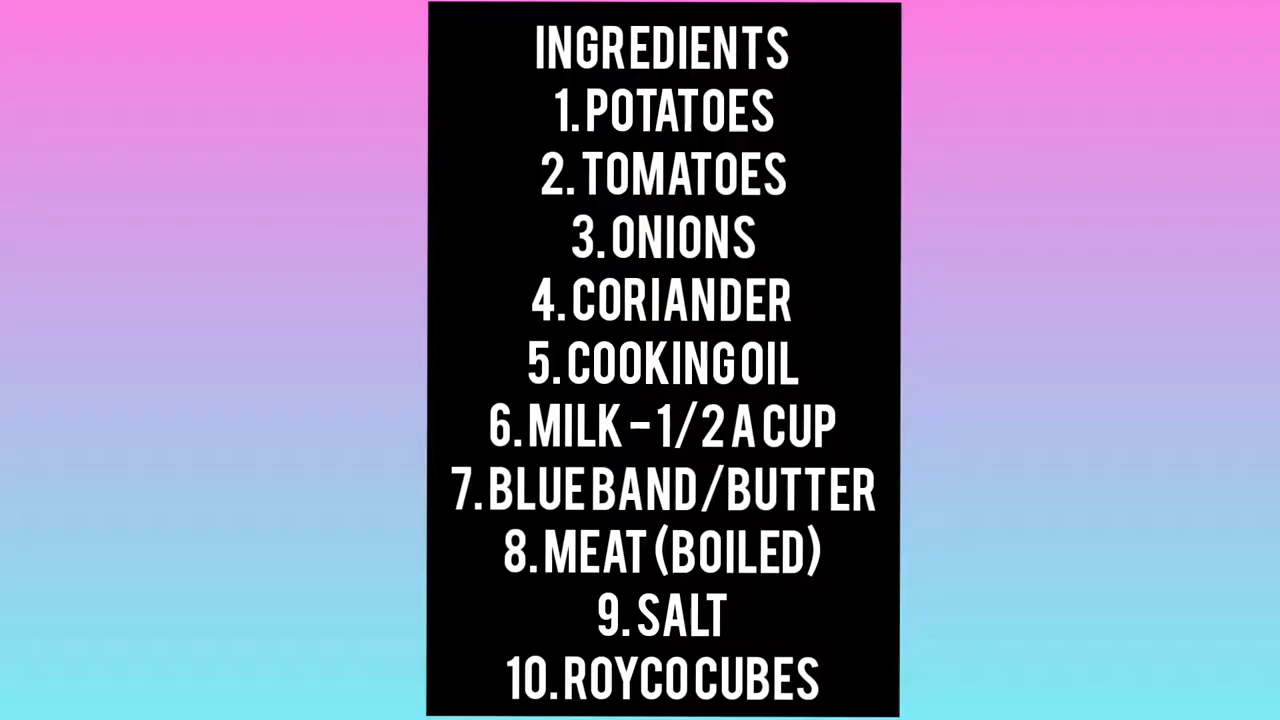 INGREDIENTS
1. POTATOES
2. TOMATOES
3. ONIONS
4. CORIANDER
5. COOKING OIL
6. MILK - 1/2 A CUP
7. BLUE BAND/BUTTER
8. MEAT (BOILED)
9. SALT
10. ROYCO CUBES